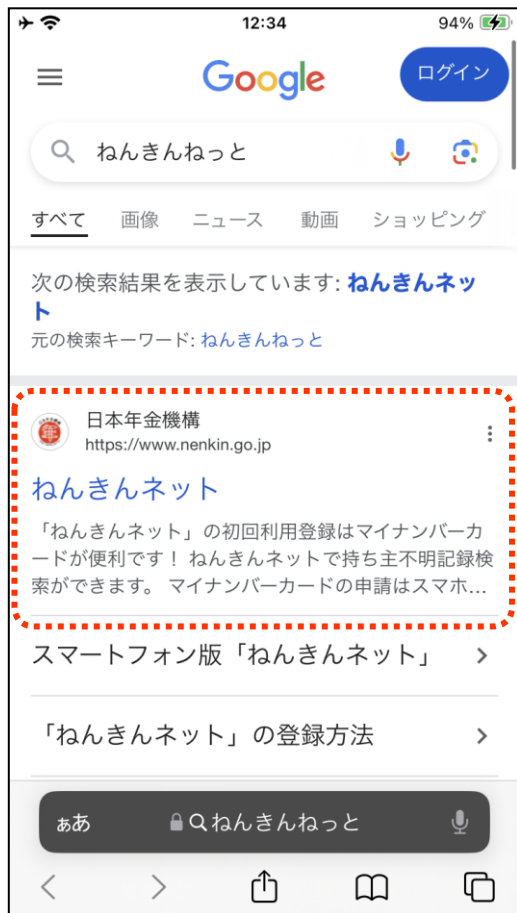 12:34
94%
Google
ログイン
ねんきんねっと
すべて 画像 ニュース 動画 ショッピング
次の検索結果を表示しています: ねんきんネッ
ト
元の検索キーワード: ねんきんねっと
日本年金機構
https://www.nenkin.go.jp
ねんきんネット
「ねんきんネット」の初回利用登録はマイナンバーカ
ードが便利です！ ねんきんネットで持ち主不明記録検
索ができます。 マイナンバーカードの申請はスマホ...
スマートフォン版「ねんきんネット」
「ねんきんネット」の登録方法
ぁあ
ねんきんねっと